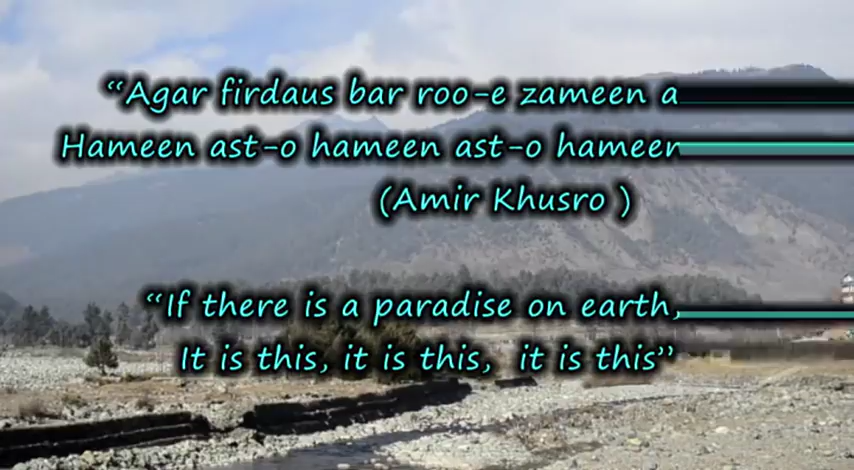 “Agar firdaus bar roo-e zameen a
Hameen ast-o hameen ast-o hameen
(Amir Khusro )
“If there is a paradise on earth,
It is this, it is this, it is this”